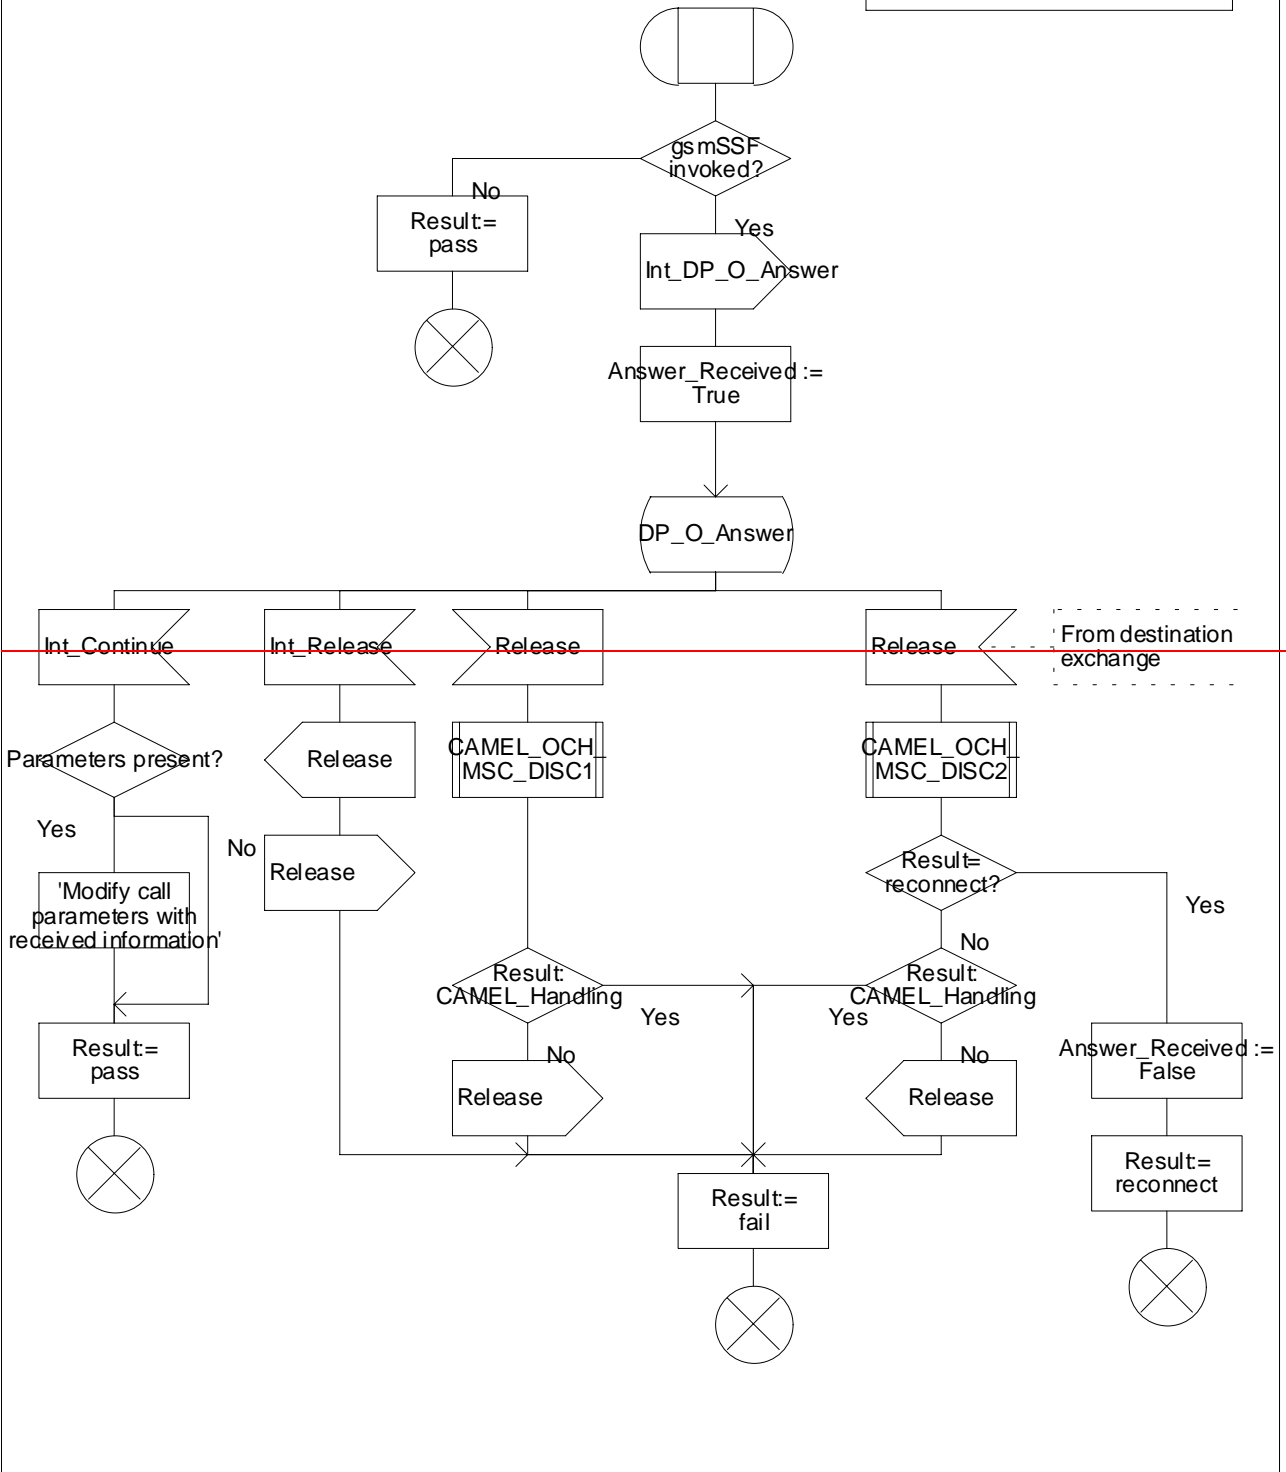 gsmSSF
invoked?
No
Yes
Result:=
pass
Int_DP_O_Answer
Answer_Received :=
True
DP_O_Answer
Int_Continue
Int_Release
Release
Release
From destination
exchange
Parameters present?
Release
CAMEL_OCH_
MSC_DISC1
CAMEL_OCH_
MSC_DISC2
Yes
No
Release
Result=
reconnect?
Yes
No
'Modify call
parameters with
received information'
Result:
CAMEL_Handling
Yes
Result:
CAMEL_Handling
Yes
Result:=
pass
No
Release
No
Release
Answer_Received :=
False
Result:=
reconnect
Result:=
fail